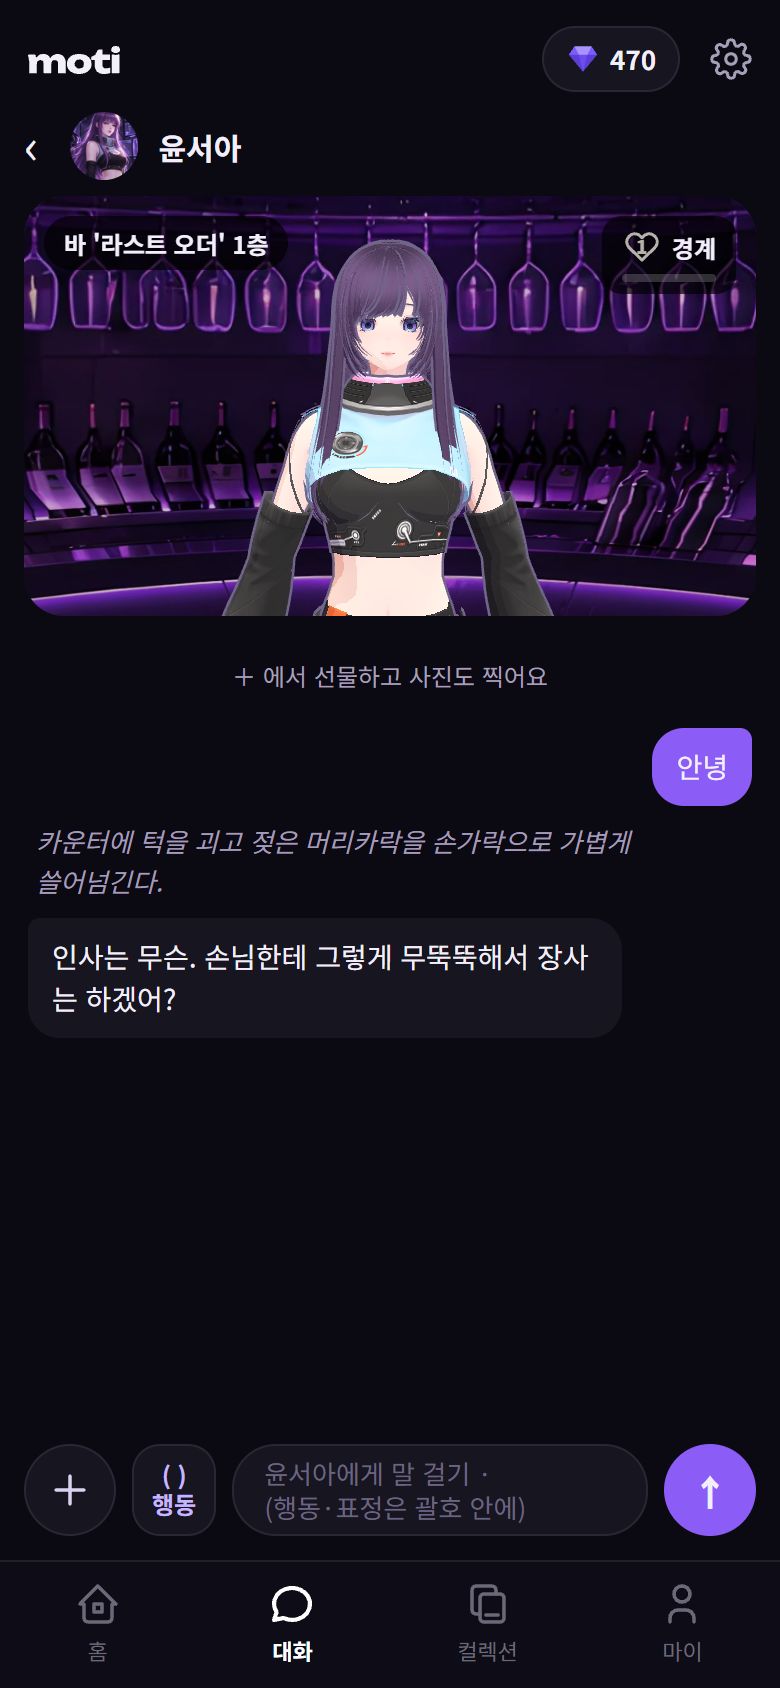 moti
470
윤서아
바 '라스트 오더' 1층
1 경계
+ 에서 선물하고 사진도 찍어요
안녕
카운터에 턱을 괴고 젖은 머리카락을 손가락으로 가볍게
쓸어넘긴다.
인사는 무슨. 손님한테 그렇게 무뚝뚝해서 장사
는 하겠어?
( )
행동
윤서아에게 말 걸기 ·
(행동·표정은 괄호 안에)
홈
대화
컬렉션
마이